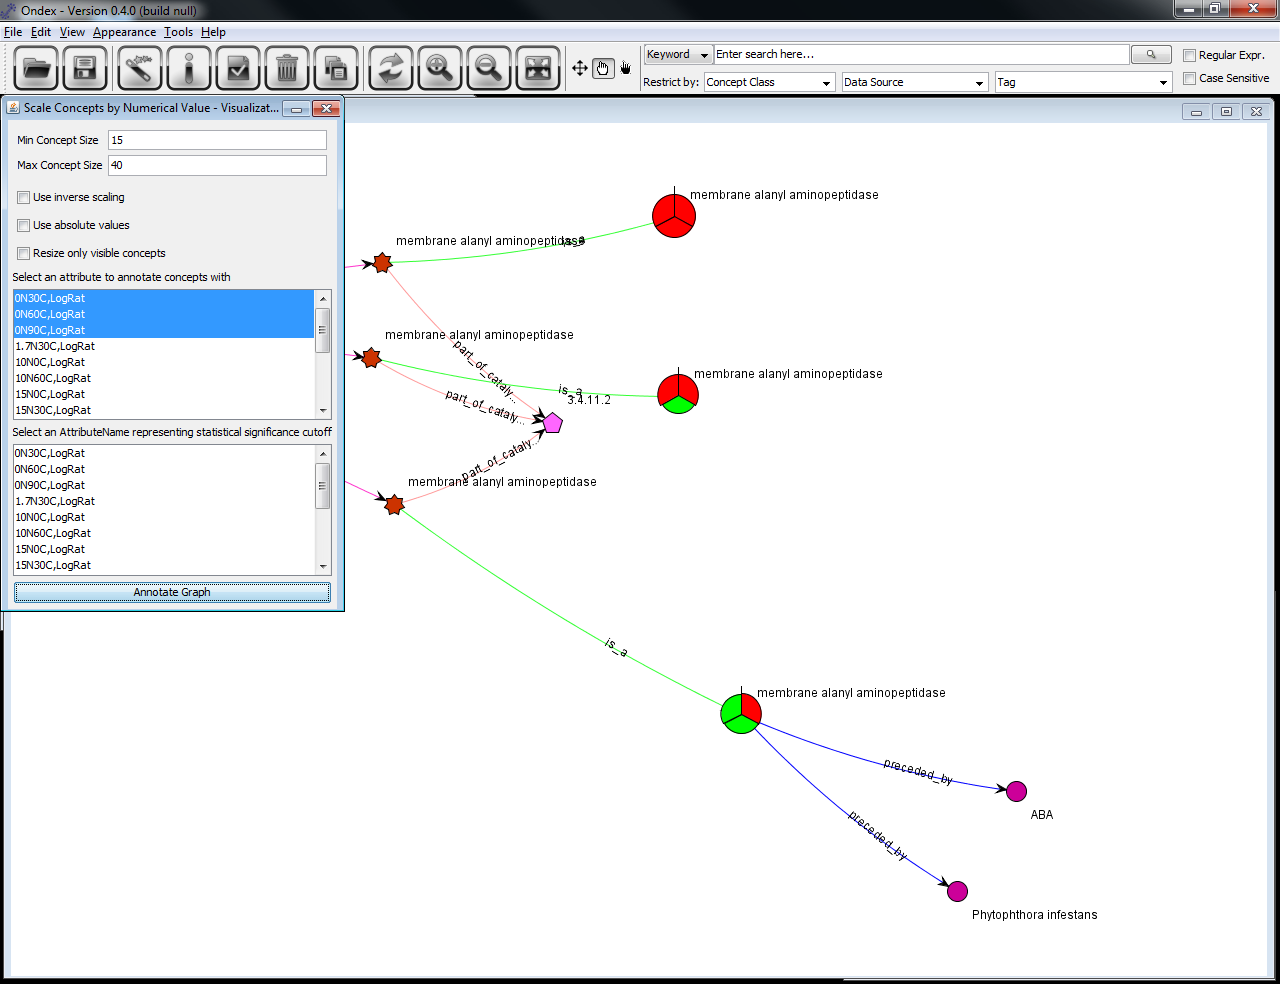 Ondex - Version 0.4.0 (build null)
File Edit View Appearance Tools Help
Keyword
Enter search here...
Regular Expr.
Restrict by:
Concept Class
Data Source
Tag
Case Sensitive
Scale Concepts by Numerical Value - Visualizat...
Min Concept Size
15
Max Concept Size
40
Use inverse scaling
Use absolute values
Resize only visible concepts
Select an attribute to annotate concepts with
0N30C,LogRat
0N60C,LogRat
0N90C,LogRat
1.7N30C,LogRat
10N0C,LogRat
10N60C,LogRat
15N0C,LogRat
15N30C,LogRat
Select an AttributeName representing statistical significance cutoff
0N30C,LogRat
0N60C,LogRat
0N90C,LogRat
1.7N30C,LogRat
10N0C,LogRat
10N60C,LogRat
15N0C,LogRat
15N30C,LogRat
Annotate Graph
membrane alanyl aminopeptidase
membrane alanyl aminopeptidase
is_a
membrane alanyl aminopeptidase
part_of_cataly...
membrane alanyl aminopeptidase
is_a
3.4.11.2
part_of_cataly...
part_of_cataly...
membrane alanyl aminopeptidase
is_a
membrane alanyl aminopeptidase
preceded_by
ABA
preceded_by
Phytophthora infestans